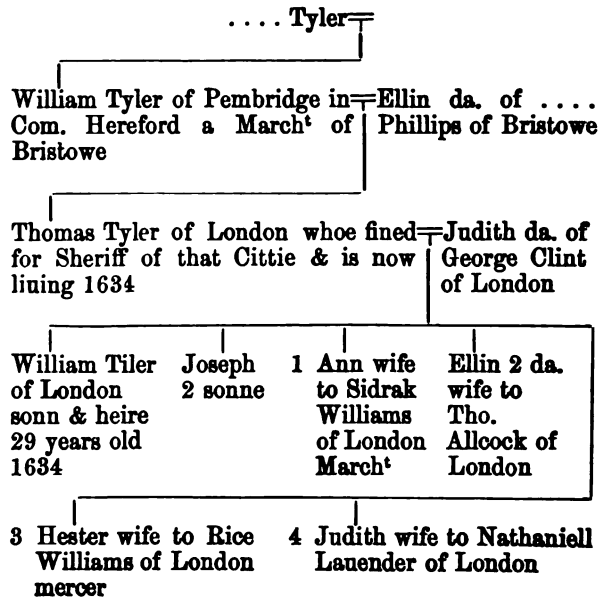 .... Tyler
William Tyler of Pembridge in
Com. Hereford a Marchᵗ of
Bristowe
Ellin da. of ....
Phillips of Bristowe
Thomas Tyler of London whoe fined
for Sheriff of that Cittie & is now
liuing 1634
Judith da. of
George Clint
of London
William Tiler
of London
sonn & heire
29 years old
1634
Joseph
2 sonne
1 Ann wife
to Sidrak
Williams
of London
Marchᵗ
Ellin 2 da.
wife to
Tho.
Allcock of
London
3 Hester wife to Rice
Williams of London
mercer
4 Judith wife to Nathaniell
Lauender of London